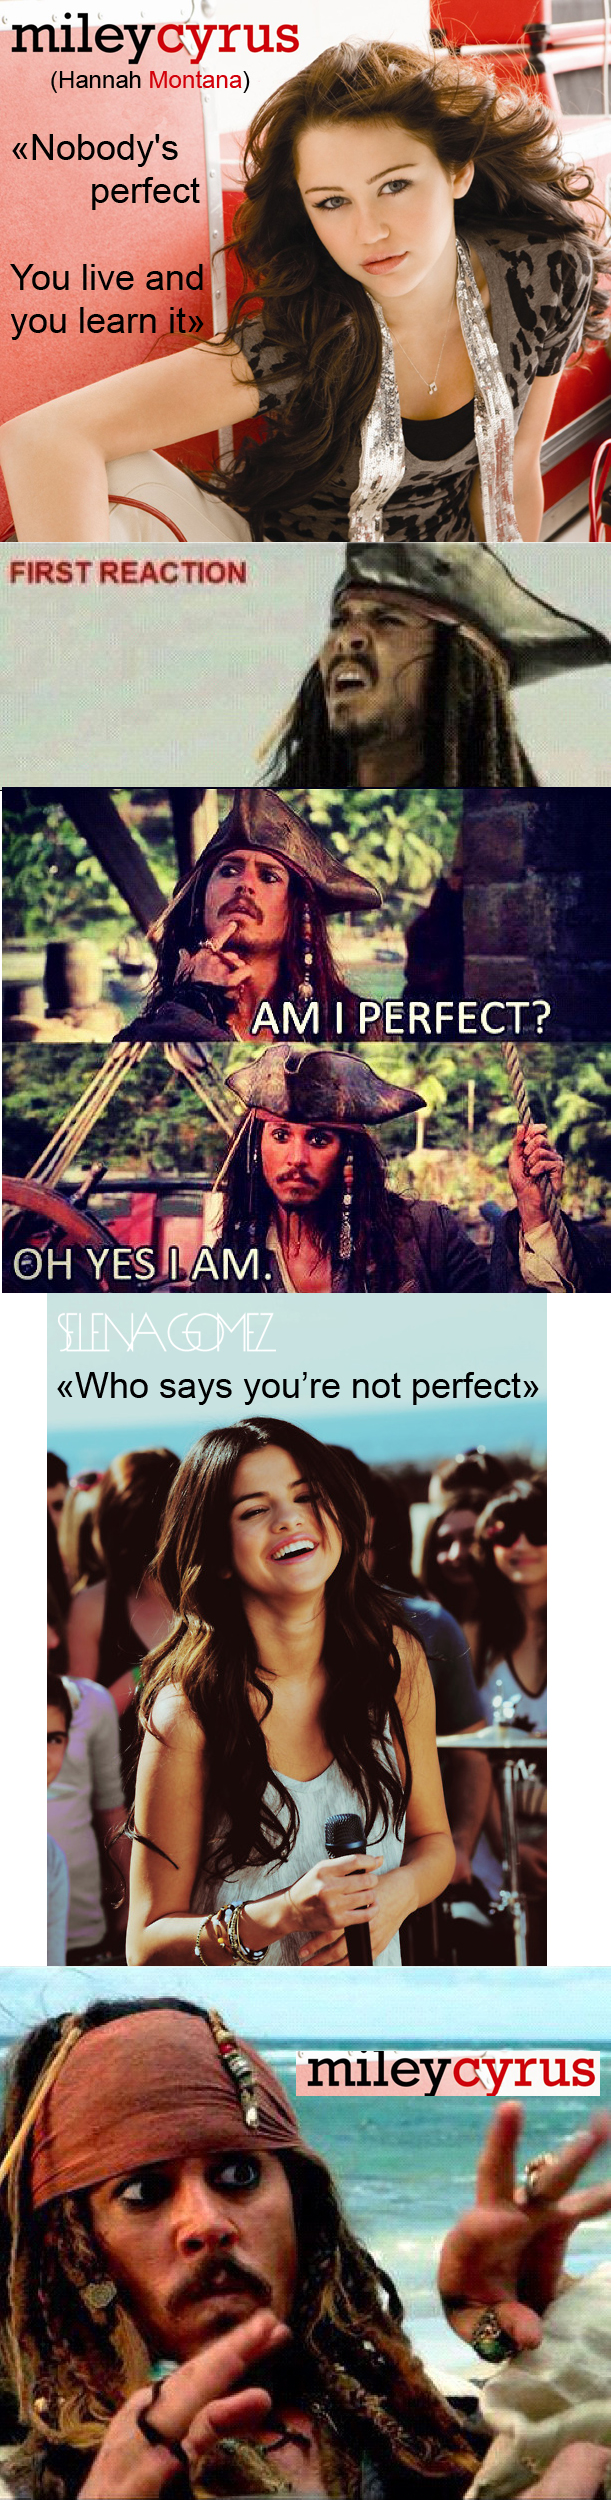 mileycyrus
(Hannah Montana)
«Nobody's
perfect
You live and
you learn it»
FIRST REACTION
AM I PERFECT?
OH YES I AM.
SELENA GOMEZ
«Who says you’re not perfect»
mileycyrus